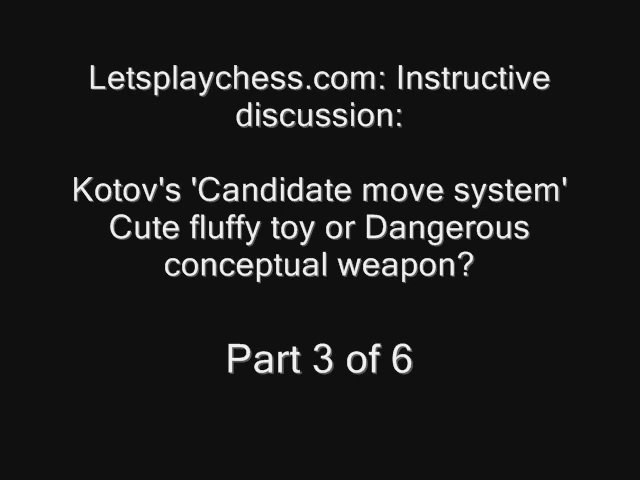 Letsplaychess.com: Instructive
discussion:
Kotov's 'Candidate move system'
Cute fluffy toy or Dangerous
conceptual weapon?
Part 3 of 6